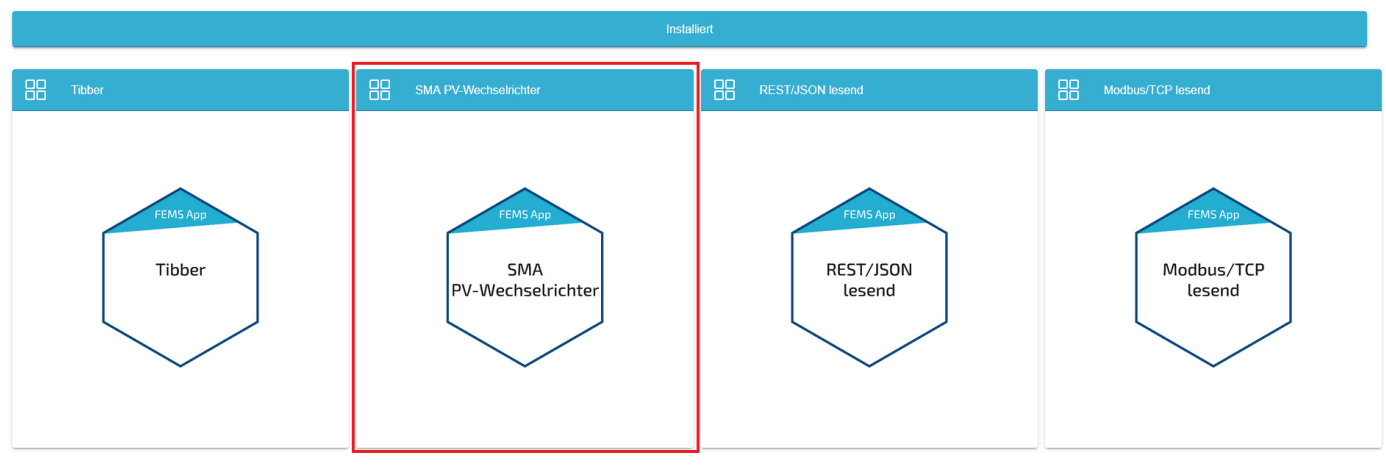 Installiert
Tibber
SMA PV-Wechselrichter
REST/JSON lesend
Modbus/TCP lesend
FEMS App
Tibber
FEMS App
SMA
PV-Wechselrichter
FEMS App
REST/JSON
lesend
FEMS App
Modbus/TCP
lesend